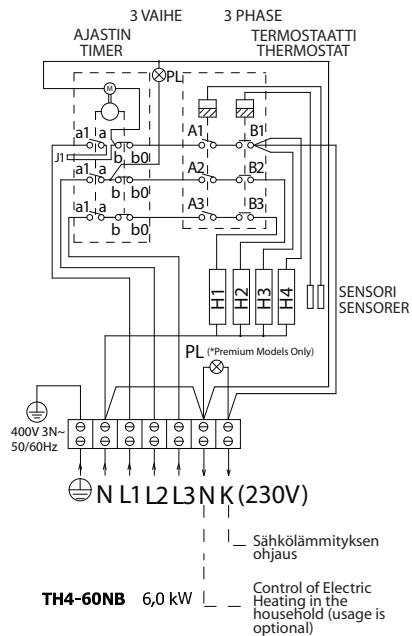 3 VAIHE 3 PHASE
AJASTIN
TIMER
TERMOSTAATTI
THERMOSTAT
PL
M
a1 a
b b0
J1
A1 B1
a1 a
b b0
A2 B2
a1 a
b b0
A3 B3
H1 H2 H3 H4
SENSORI
SENSORER
PL (*Premium Models Only)
400V 3N~
50/60Hz
N L1 L2 L3 N K (230V)
Sähkölämmityksen
ohjaus
TH4-60NB 6,0 kW
Control of Electric
Heating in the
household (usage is
optional)